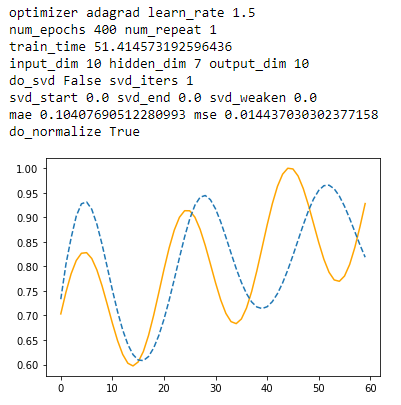 optimizer adagrad learn_rate 1.5
num_epochs 400 num_repeat 1
train_time 51.414573192596436
input_dim 10 hidden_dim 7 output_dim 10
do_svd False svd_iters 1
svd_start 0.0 svd_end 0.0 svd_weaken 0.0
mae 0.10407690512280993 mse 0.014437030302377158
do_normalize True
1.00
0.95
0.90
0.85
0.80
0.75
0.70
0.65
0.60
0 10 20 30 40 50 60